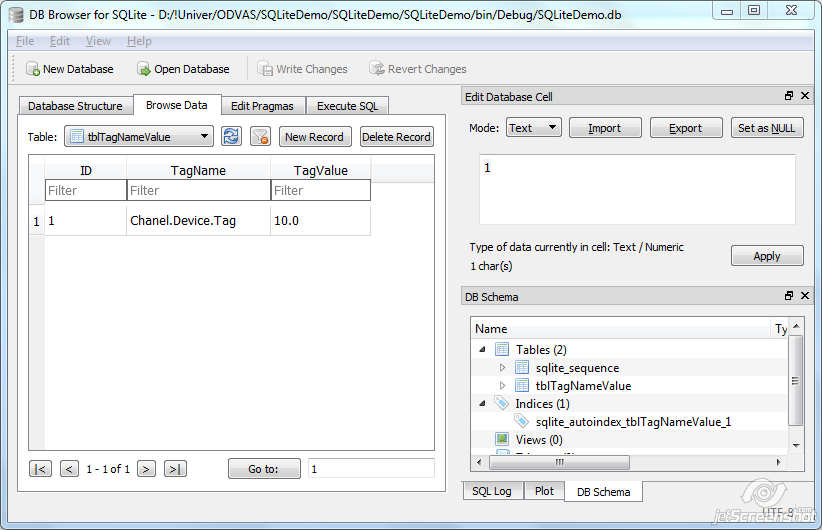 DB Browser for SQLite - D:/!Univer/ODVAS/SQLiteDemo/SQLiteDemo/SQLiteDemo/bin/Debug/SQLiteDemo.db
File Edit View Help
New Database Open Database Write Changes Revert Changes
Database Structure Browse Data Edit Pragmas Execute SQL
Table: tblTagNameValue New Record Delete Record
ID TagName TagValue
Filter Filter Filter
1 1 Chanel.Device.Tag 10.0
1 - 1 of 1 Go to: 1
Edit Database Cell
Mode: Text Import Export Set as NULL
1
Type of data currently in cell: Text / Numeric
1 char(s)
Apply
DB Schema
Name Ty
Tables (2)
sqlite_sequence
tblTagNameValue
Indices (1)
sqlite_autoindex_tblTagNameValue_1
Views (0)
SQL Log Plot DB Schema
UTF-8
jetScreenshot